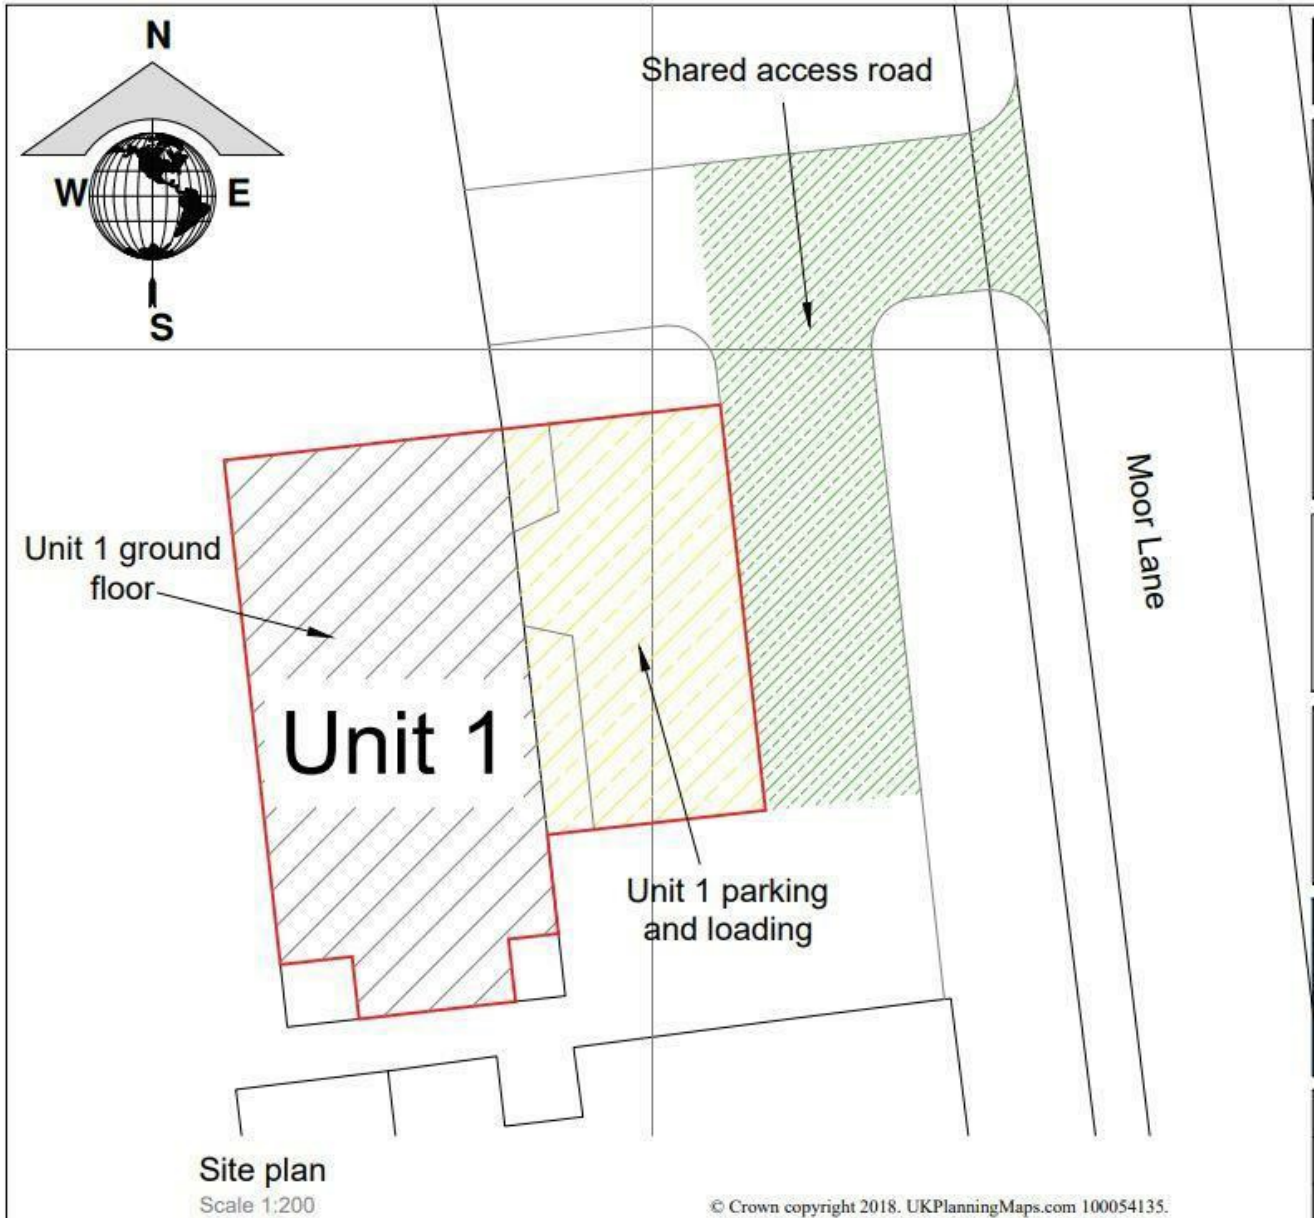 N
Shared access road
W
E
S
Unit 1 ground
floor
Moor Lane
Unit 1
Unit 1 parking
and loading
Site plan
Scale 1:200
© Crown copyright 2018. UKPlanningMaps.com 100054135.